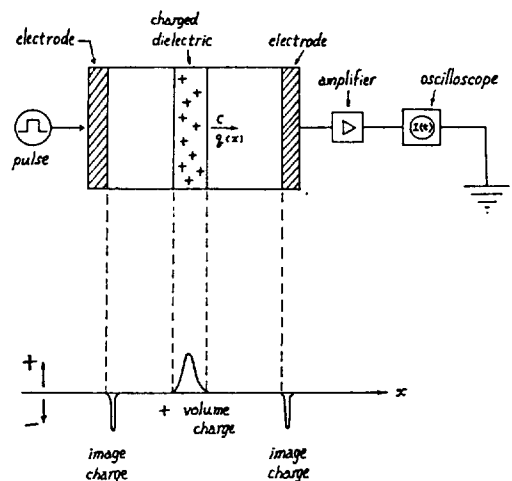 charged
dielectric
electrode
electrode
amplifier
oscilloscope
pulse
+
+
+
+
+
+
+
+
+
+
C
g(x)
I(t)
+
−
x
+ volume
charge
image
charge
image
charge